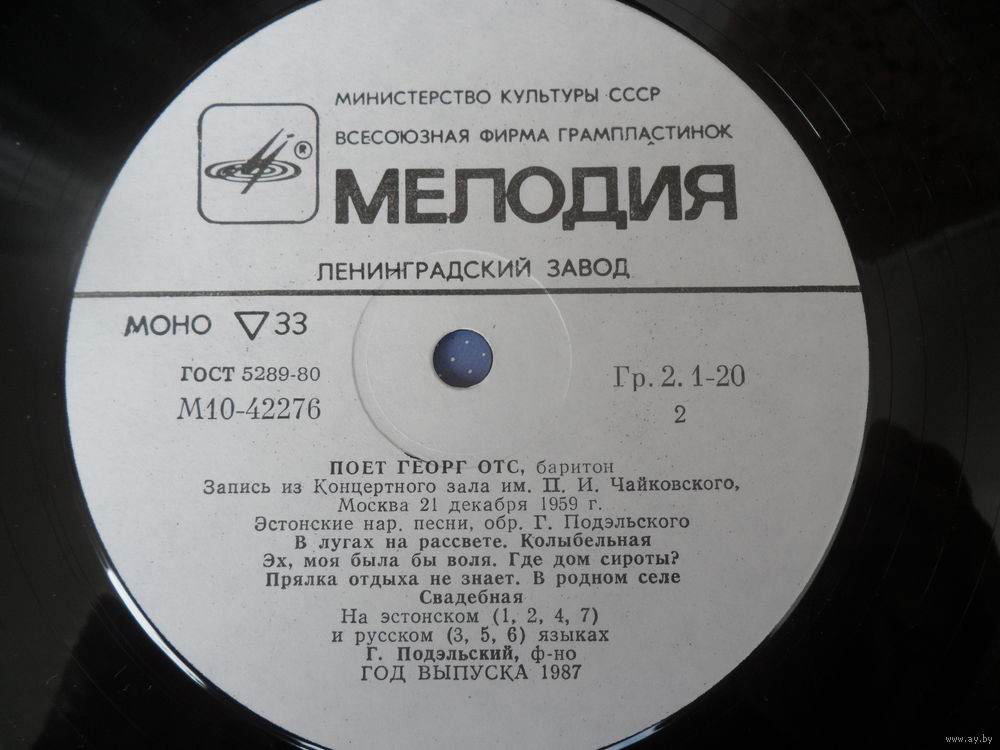 МИНИСТЕРСТВО КУЛЬТУРЫ СССР
ВСЕСОЮЗНАЯ ФИРМА ГРАМПЛАСТИНОК
®
МЕЛОДИЯ
ЛЕНИНГРАДСКИЙ ЗАВОД
МОНО ▽ 33
ГОСТ 5289-80
М10-42276
Гр. 2. 1-20
2
ПОЕТ ГЕОРГ ОТС, баритон
Запись из Концертного зала им. П. И. Чайковского,
Москва 21 декабря 1959 г.
Эстонские нар. песни, обр. Г. Подэльского
В лугах на рассвете. Колыбельная
Эх, моя была бы воля. Где дом сироты?
Прялка отдыха не знает. В родном селе
Свадебная
На эстонском (1, 2, 4, 7)
и русском (3, 5, 6) языках
Г. Подэльский, ф-но
ГОД ВЫПУСКА 1987
www.ay.by